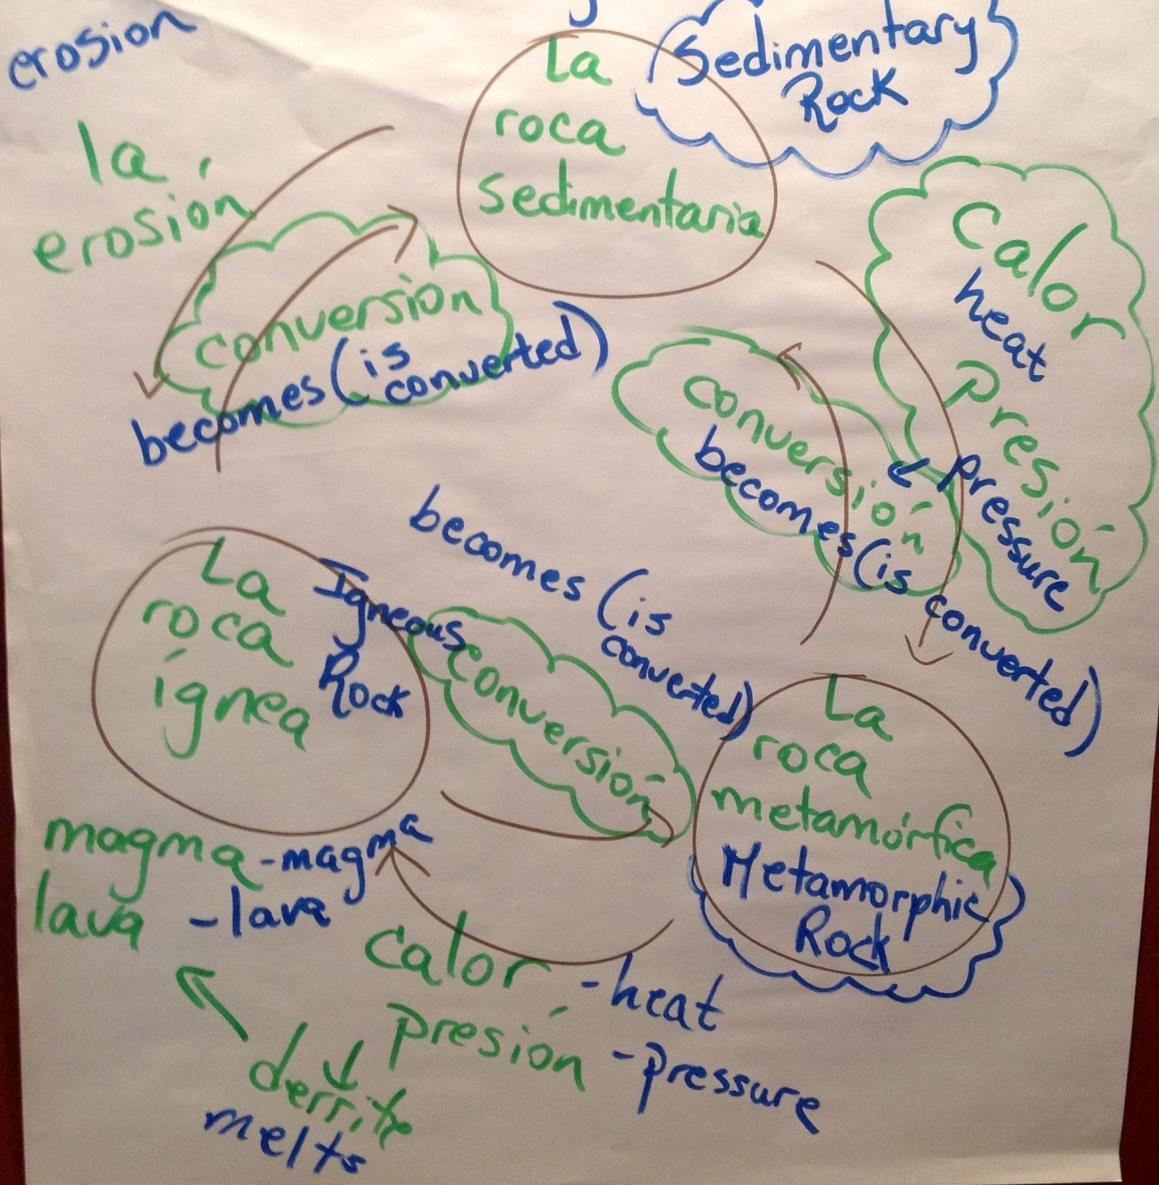 erosion
la
erosión
La
roca
sedimentaria
Sedimentary
Rock
conversión
becomes (is
converted)
Calor
heat
Presión
pressure
conversión
becomes (is converted)
becomes (is
converted)
conversión
La
roca
ígnea
Igneous
Rock
La
roca
metamórfica
Metamorphic
Rock
magma - magma
lava - lava
calor - heat
presión - pressure
derrite
melts